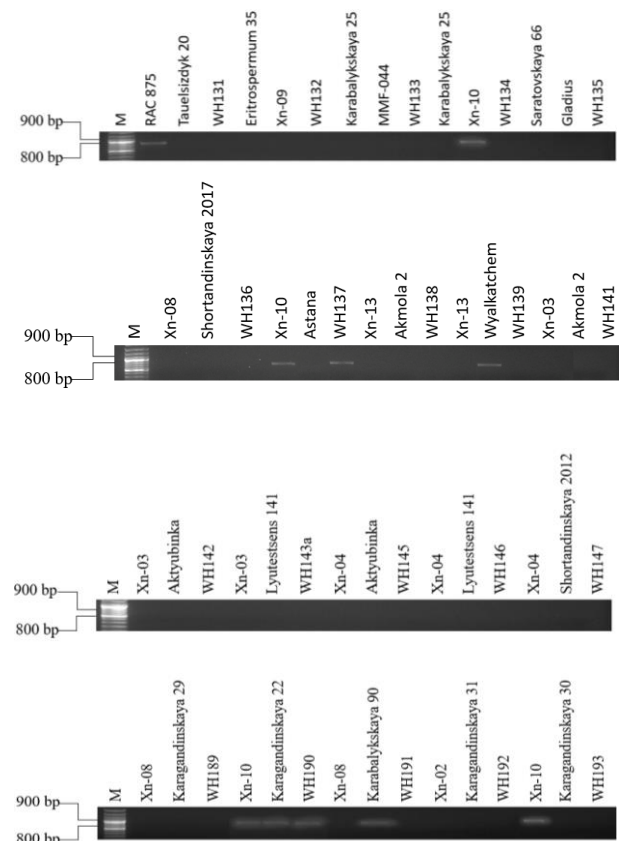 M
RAC 875
Tauelsizdyk 20
WH131
Eritrospermum 35
Xn-09
WH132
Karabalykskaya 25
MMF-044
WH133
Karabalykskaya 25
Xn-10
WH134
Saratovskaya 66
Gladius
WH135
900 bp
800 bp
M
Xn-08
Shortandinskaya 2017
WH136
Xn-10
Astana
WH137
Xn-13
Akmola 2
WH138
Xn-13
Wyalkatchem
WH139
Xn-03
Akmola 2
WH141
900 bp
800 bp
M
Xn-03
Aktyubinka
WH142
Xn-03
Lyutestsens 141
WH143a
Xn-04
Aktyubinka
WH145
Xn-04
Lyutestsens 141
WH146
Xn-04
Shortandinskaya 2012
WH147
900 bp
800 bp
M
Xn-08
Karagandinskaya 29
WH189
Xn-10
Karagandinskaya 22
WH190
Xn-08
Karabalykskaya 90
WH191
Xn-02
Karagandinskaya 31
WH192
Xn-10
Karagandinskaya 30
WH193
900 bp
800 bp